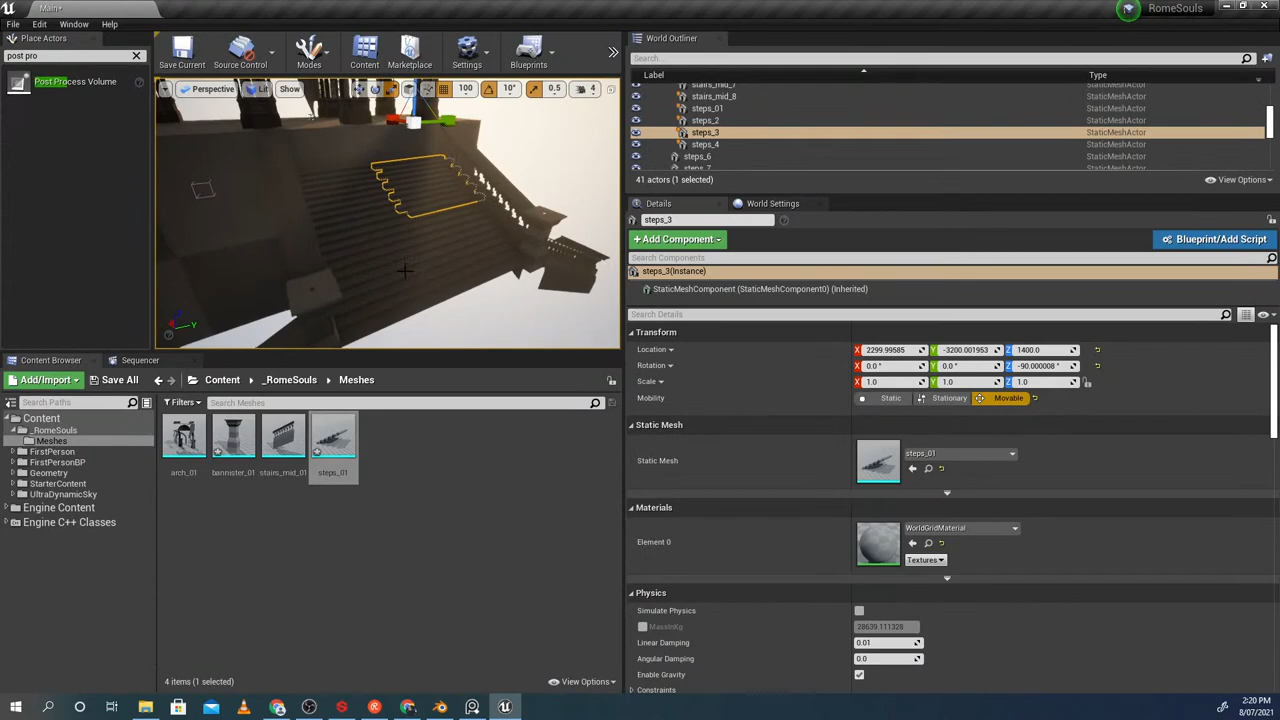 Main*
RomeSouls
File Edit Window Help
Place Actors
post pro
Post Process Volume
Save Current
Source Control
Modes
Content
Marketplace
Settings
Blueprints
Perspective
Lit
Show
100
10°
0.5
4
World Outliner
Search...
Label
Type
stairs_mid_7 StaticMeshActor
stairs_mid_8 StaticMeshActor
steps_01 StaticMeshActor
steps_2 StaticMeshActor
steps_3 StaticMeshActor
steps_4 StaticMeshActor
steps_6 StaticMeshActor
steps_7 StaticMeshActor
41 actors (1 selected)
View Options
Details
World Settings
steps_3
+Add Component
Blueprint/Add Script
Search Components
steps_3(Instance)
StaticMeshComponent (StaticMeshComponent0) (Inherited)
Search Details
Transform
Location X 2299.99585 Y -3200.001953 Z 1400.0
Rotation X 0.0 ° Y 0.0 ° Z -90.000008 °
Scale X 1.0 Y 1.0 Z 1.0
Mobility Static Stationary Movable
Static Mesh
Static Mesh steps_01
Materials
Element 0 WorldGridMaterial
Textures
Physics
Simulate Physics
MassInKg 28639.111328
Linear Damping 0.01
Angular Damping 0.0
Enable Gravity
Constraints
Content Browser
Sequencer
Add/Import
Save All
Content _RomeSouls Meshes
Search Paths
Filters
Search Meshes
Content
_RomeSouls
Meshes
FirstPerson
FirstPersonBP
Geometry
StarterContent
UltraDynamicSky
Engine Content
Engine C++ Classes
arch_01
bannister_01
stairs_mid_01
steps_01
4 items (1 selected)
View Options
2:20 PM
8/07/2021